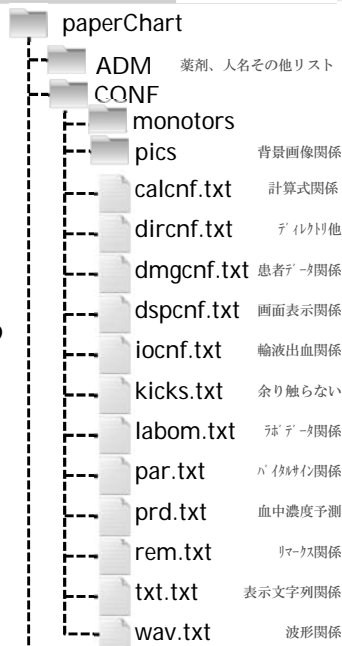 paperChart
ADM 薬剤、人名その他リスト
CONF
monotors
pics 背景画像関係
calcnf.txt 計算式関係
dircnf.txt ﾃﾞｨﾚｸﾄﾘ他
dmgcnf.txt 患者ﾃﾞｰﾀ関係
dspcnf.txt 画面表示関係
iocnf.txt 輸液出血関係
kicks.txt 余り触らない
labom.txt ﾗﾎﾞﾃﾞｰﾀ関係
par.txt ﾊﾞｲﾀﾙｻｲﾝ関係
prd.txt 血中濃度予測
rem.txt ﾘﾏｰｸｽ関係
txt.txt 表示文字列関係
wav.txt 波形関係